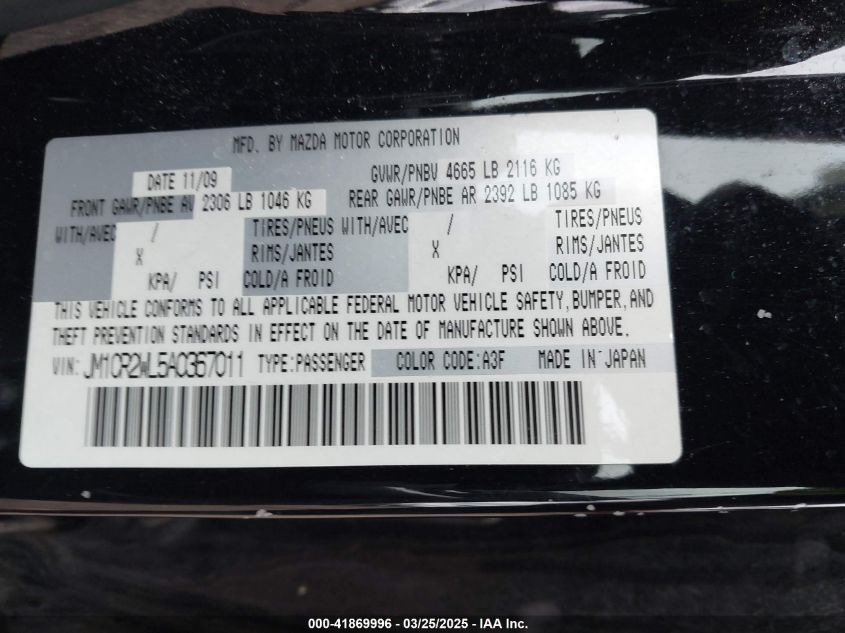 MFD. BY MAZDA MOTOR CORPORATION
DATE 11/09 GVWR/PNBV 4665 LB 2116 KG
FRONT GAWR/PNBE AV 2306 LB 1046 KG REAR GAWR/PNBE AR 2392 LB 1085 KG
WITH/AVEC / TIRES/PNEUS WITH/AVEC / TIRES/PNEUS
X RIMS/JANTES X RIMS/JANTES
KPA/ PSI COLD/A FROID KPA/ PSI COLD/A FROID
THIS VEHICLE CONFORMS TO ALL APPLICABLE FEDERAL MOTOR VEHICLE SAFETY, BUMPER, AND
THEFT PREVENTION STANDARDS IN EFFECT ON THE DATE OF MANUFACTURE SHOWN ABOVE.
VIN: JM1CR2WL5A0367011 TYPE:PASSENGER COLOR CODE:A3F MADE IN JAPAN
000-41869996 - 03/25/2025 - IAA Inc.